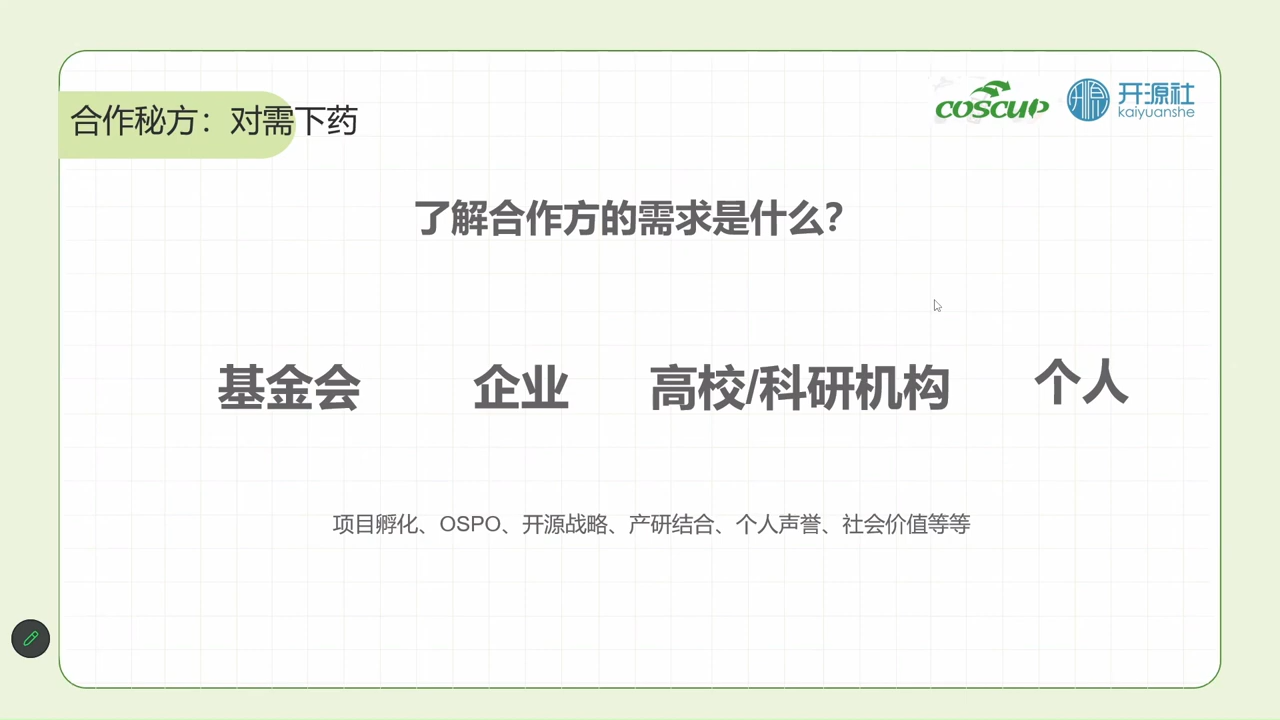 合作秘方：对需下药
coscup
开源社
kaiyuanshe
了解合作方的需求是什么？
基金会 企业 高校/科研机构 个人
项目孵化、OSPO、开源战略、产研结合、个人声誉、社会价值等等